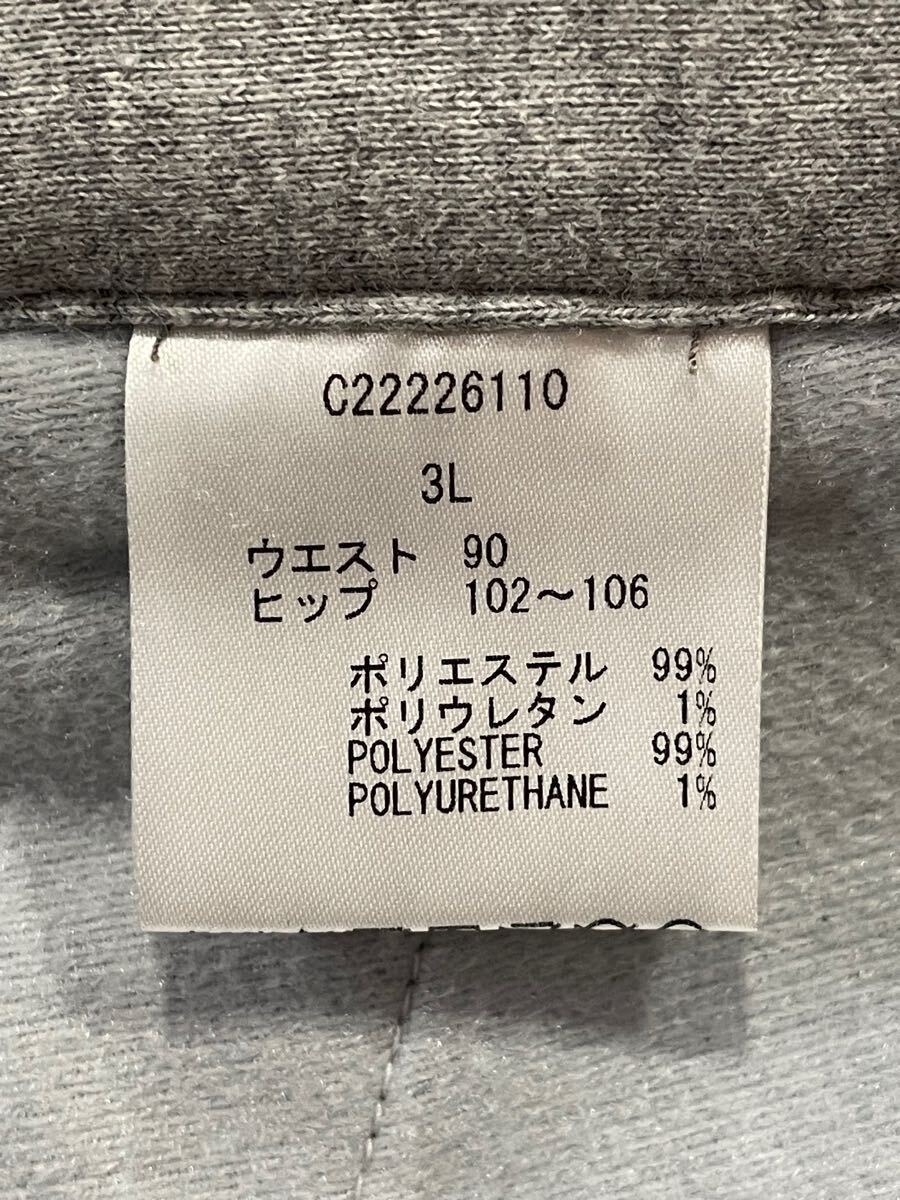 C22226110
3L
ウエスト 90
ヒップ 102〜106
ポリエステル 99%
ポリウレタン 1%
POLYESTER 99%
POLYURETHANE 1%